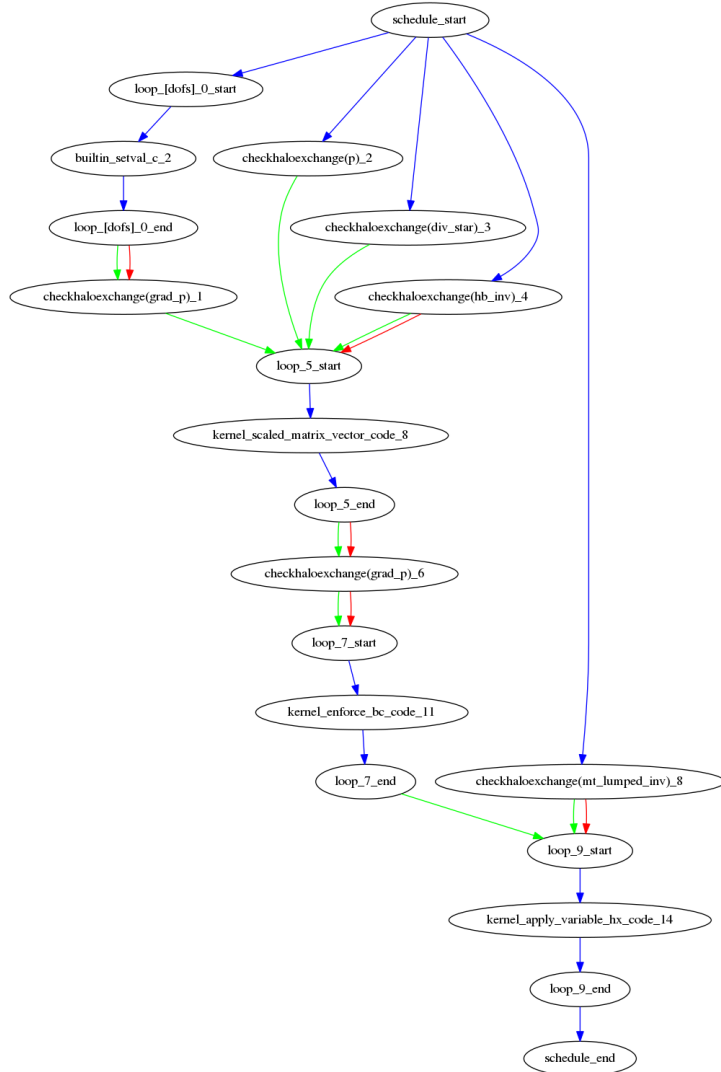 schedule_start
loop_[dofs]_0_start
builtin_setval_c_2
checkhaloexchange(p)_2
loop_[dofs]_0_end
checkhaloexchange(div_star)_3
checkhaloexchange(grad_p)_1
checkhaloexchange(hb_inv)_4
loop_5_start
kernel_scaled_matrix_vector_code_8
loop_5_end
checkhaloexchange(grad_p)_6
loop_7_start
kernel_enforce_bc_code_11
loop_7_end
checkhaloexchange(mt_lumped_inv)_8
loop_9_start
kernel_apply_variable_hx_code_14
loop_9_end
schedule_end